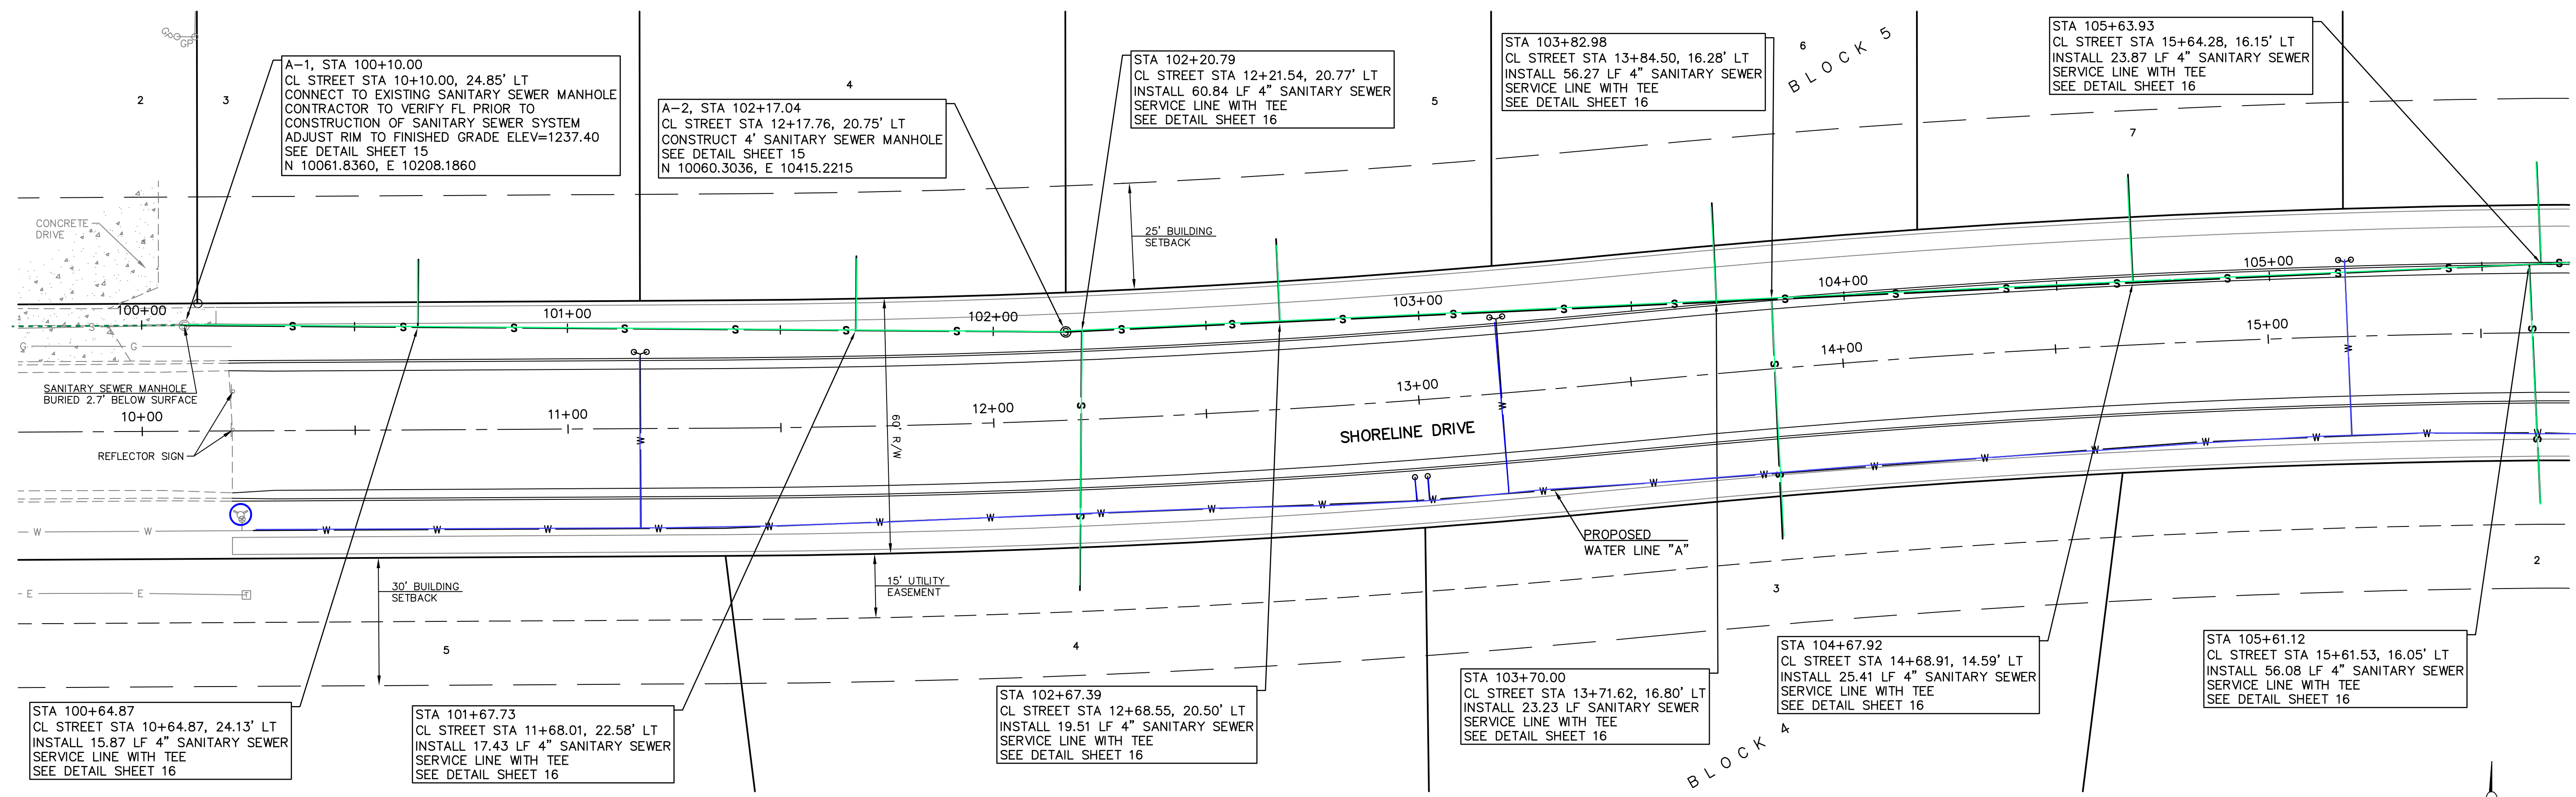 GP
2
3
A-1, STA 100+10.00
CL STREET STA 10+10.00, 24.85' LT
CONNECT TO EXISTING SANITARY SEWER MANHOLE
CONTRACTOR TO VERIFY FL PRIOR TO
CONSTRUCTION OF SANITARY SEWER SYSTEM
ADJUST RIM TO FINISHED GRADE ELEV=1237.40
SEE DETAIL SHEET 15
N 10061.8360, E 10208.1860
4
A-2, STA 102+17.04
CL STREET STA 12+17.76, 20.75' LT
CONSTRUCT 4' SANITARY SEWER MANHOLE
SEE DETAIL SHEET 15
N 10060.3036, E 10415.2215
STA 102+20.79
CL STREET STA 12+21.54, 20.77' LT
INSTALL 60.84 LF 4" SANITARY SEWER
SERVICE LINE WITH TEE
SEE DETAIL SHEET 16
5
STA 103+82.98
CL STREET STA 13+84.50, 16.28' LT
INSTALL 56.27 LF 4" SANITARY SEWER
SERVICE LINE WITH TEE
SEE DETAIL SHEET 16
6
BLOCK 5
STA 105+63.93
CL STREET STA 15+64.28, 16.15' LT
INSTALL 23.87 LF 4" SANITARY SEWER
SERVICE LINE WITH TEE
SEE DETAIL SHEET 16
7
CONCRETE
DRIVE
25' BUILDING
SETBACK
100+00
101+00
102+00
103+00
104+00
105+00
S S S S S S S S S S S S S S S S S S S S S
G G
SANITARY SEWER MANHOLE
BURIED 2.7' BELOW SURFACE
10+00
11+00
12+00
13+00
14+00
15+00
REFLECTOR SIGN
60' R/W
SHORELINE DRIVE
W W W W W W W W W W W W W W W W W W W W W W
PROPOSED
WATER LINE "A"
E E T
30' BUILDING
SETBACK
15' UTILITY
EASEMENT
5
4
3
2
STA 100+64.87
CL STREET STA 10+64.87, 24.13' LT
INSTALL 15.87 LF 4" SANITARY SEWER
SERVICE LINE WITH TEE
SEE DETAIL SHEET 16
STA 101+67.73
CL STREET STA 11+68.01, 22.58' LT
INSTALL 17.43 LF 4" SANITARY SEWER
SERVICE LINE WITH TEE
SEE DETAIL SHEET 16
STA 102+67.39
CL STREET STA 12+68.55, 20.50' LT
INSTALL 19.51 LF 4" SANITARY SEWER
SERVICE LINE WITH TEE
SEE DETAIL SHEET 16
STA 103+70.00
CL STREET STA 13+71.62, 16.80' LT
INSTALL 23.23 LF SANITARY SEWER
SERVICE LINE WITH TEE
SEE DETAIL SHEET 16
BLOCK 4
STA 104+67.92
CL STREET STA 14+68.91, 14.59' LT
INSTALL 25.41 LF 4" SANITARY SEWER
SERVICE LINE WITH TEE
SEE DETAIL SHEET 16
STA 105+61.12
CL STREET STA 15+61.53, 16.05' LT
INSTALL 56.08 LF 4" SANITARY SEWER
SERVICE LINE WITH TEE
SEE DETAIL SHEET 16